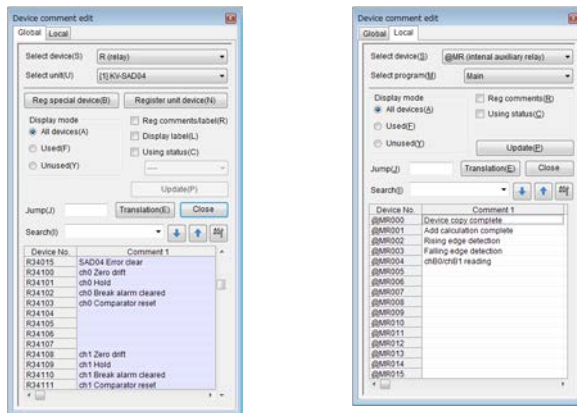 Device comment edit
Global Local
Select device(S) R (relay)
Select unit(U) [1] KV-SAD04
Reg special device(B) Register unit device(N)
Display mode
All devices(A)
Used(F)
Unused(Y)
Reg comments/label(R)
Display label(L)
Using status(C)
----
Update(P)
Jump(J) Translation(E) Close
Search(I)
Device No. Comment 1
R34015 SAD04 Error clear
R34100 ch0 Zero drift
R34101 ch0 Hold
R34102 ch0 Break alarm cleared
R34103 ch0 Comparator reset
R34104
R34105
R34106
R34107
R34108 ch1 Zero drift
R34109 ch1 Hold
R34110 ch1 Break alarm cleared
R34111 ch1 Comparator reset
Device comment edit
Global Local
Select device(S) @MR (intenal auxiliary relay)
Select program(M) Main
Display mode
All devices(A)
Used(F)
Unused(Y)
Reg comments(R)
Using status(C)
Update(P)
Jump(J) Translation(E) Close
Search(I)
Device No. Comment 1
@MR000 Device copy complete
@MR001 Add calculation complete
@MR002 Rising edge detection
@MR003 Falling edge detection
@MR004 chB0/chB1 reading
@MR005
@MR006
@MR007
@MR008
@MR009
@MR010
@MR011
@MR012
@MR013
@MR014
@MR015